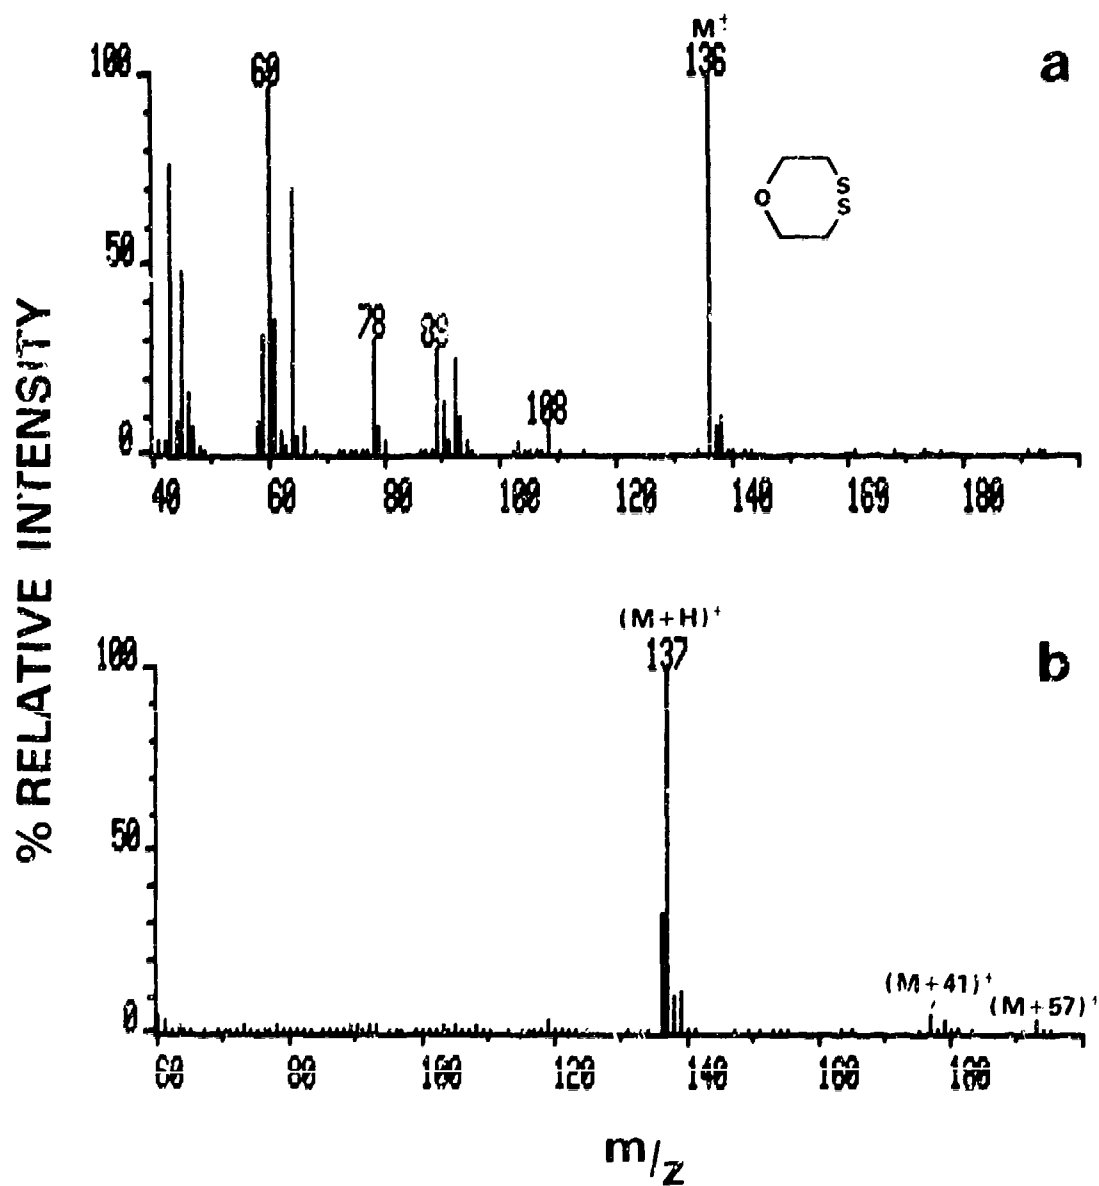 M+
a
100
60
136
S
O
S
50
78
89
108
0
40 60 80 100 120 140 160 180
% RELATIVE INTENSITY
(M+H)+
137
b
100
50
0
(M+41)+
(M+57)+
60 80 100 120 140 160 180
m/z